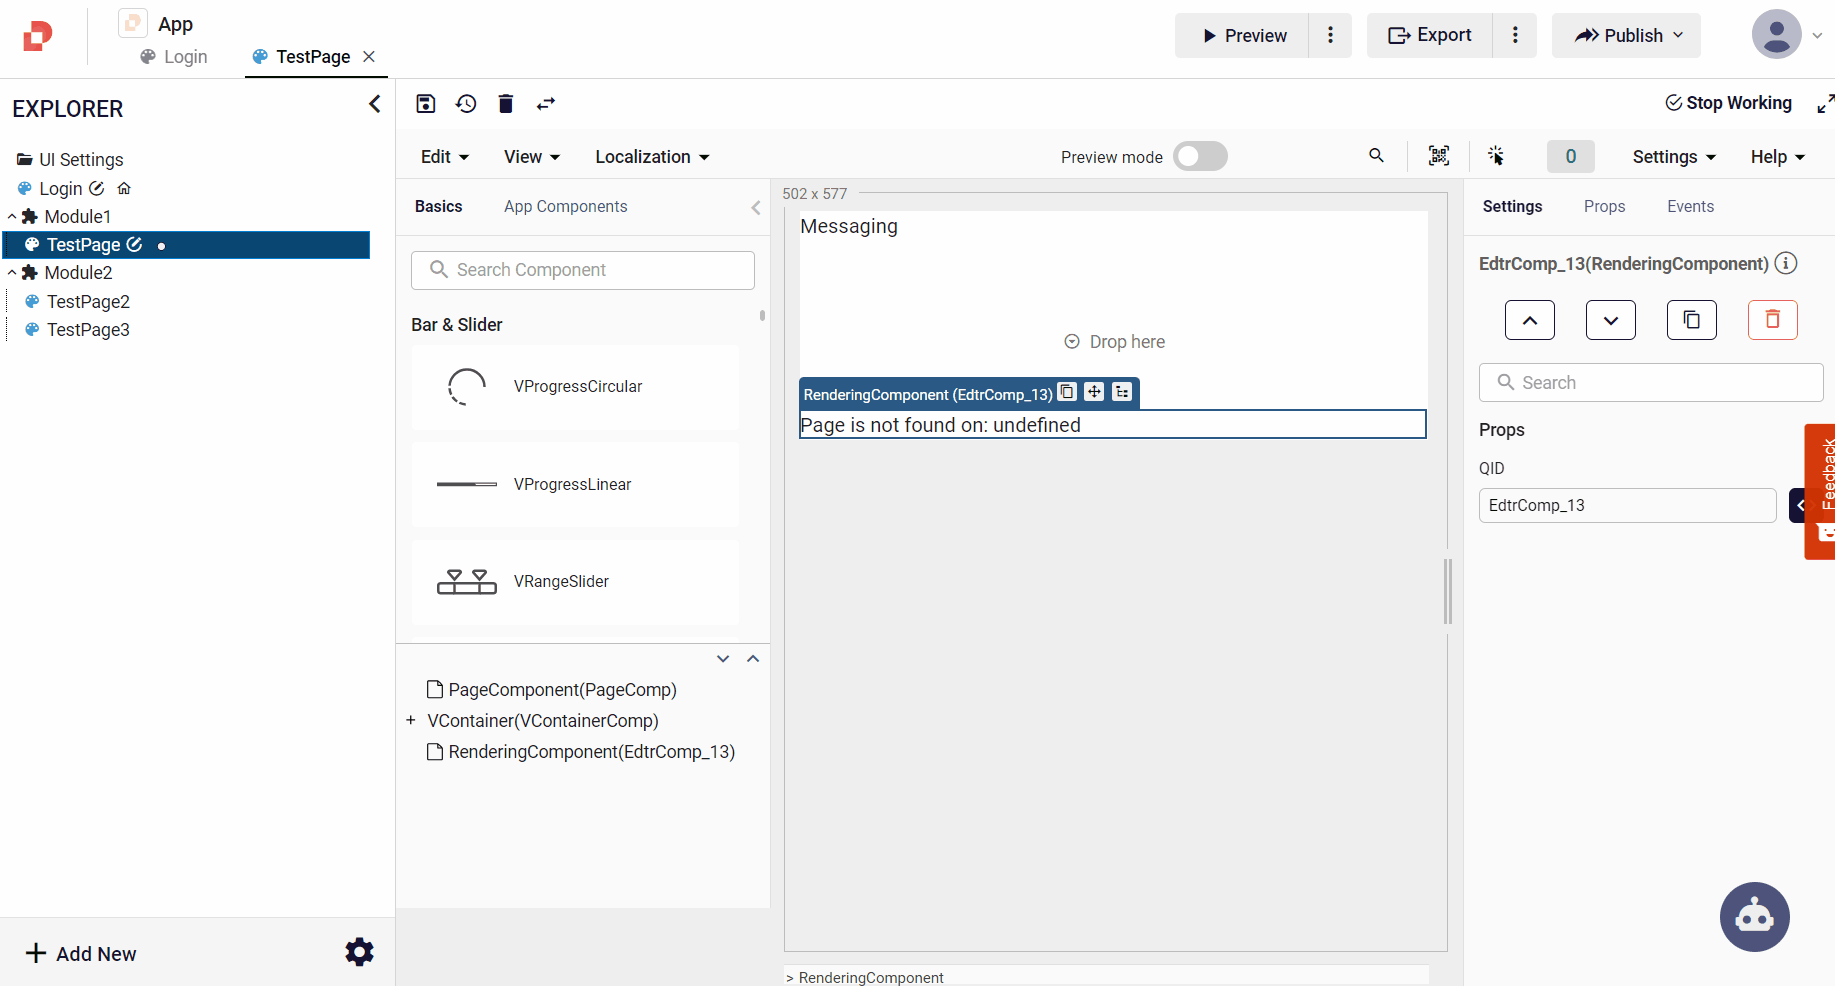 App
Login
TestPage
Preview
Export
Publish
EXPLORER
UI Settings
Login
Module1
TestPage
Module2
TestPage2
TestPage3
Add New
Stop Working
Edit
View
Localization
Preview mode
0
Settings
Help
Basics
App Components
Search Component
Bar & Slider
VProgressCircular
VProgressLinear
VRangeSlider
PageComponent(PageComp)
+ VContainer(VContainerComp)
RenderingComponent(EdtrComp_13)
502 x 577
Messaging
Drop here
RenderingComponent (EdtrComp_13)
Page is not found on: undefined
> RenderingComponent
Settings
Props
Events
EdtrComp_13(RenderingComponent)
Search
Props
QID
EdtrComp_13
Feedback